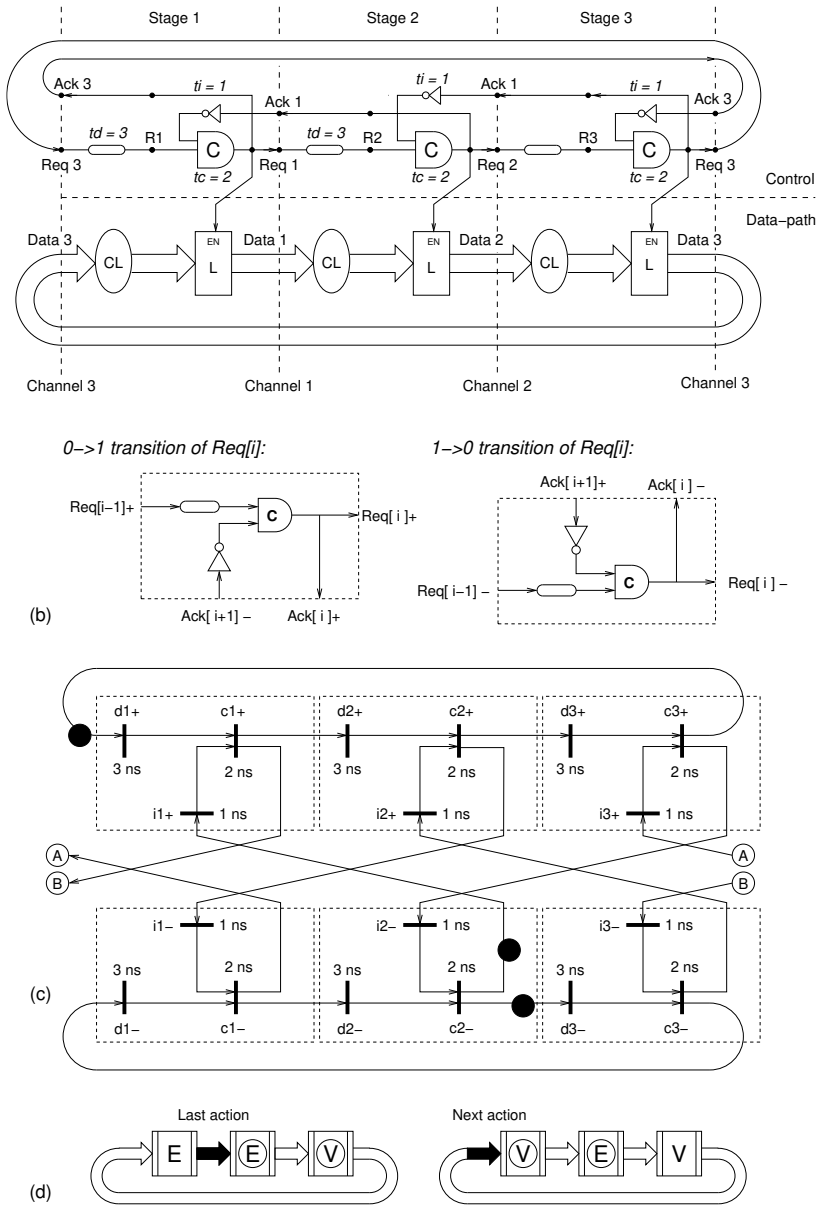 Stage 1 Stage 2 Stage 3
Ack 3 ti = 1 Ack 1 ti = 1 Ack 1 ti = 1 Ack 3
td = 3 R1 C td = 3 R2 C R3 C
Req 3 tc = 2 Req 1 tc = 2 Req 2 tc = 2 Req 3
Control
Data-path
Data 3 CL EN L Data 1 CL EN L Data 2 CL EN L Data 3
Channel 3 Channel 1 Channel 2 Channel 3
0->1 transition of Req[i]: 1->0 transition of Req[i]:
Req[i-1]+ C Req[ i ]+
Ack[ i+1] - Ack[ i ]+
Ack[ i+1]+ Ack[ i ] -
Req[ i-1] - C Req[ i ] -
(b)
d1+ c1+ d2+ c2+ d3+ c3+
3 ns 2 ns 3 ns 2 ns 3 ns 2 ns
i1+ 1 ns i2+ 1 ns i3+ 1 ns
A A
B B
i1- 1 ns i2- 1 ns i3- 1 ns
3 ns 2 ns 3 ns 2 ns 3 ns 2 ns
(c)
d1- c1- d2- c2- d3- c3-
Last action Next action
E E V V E V
(d)